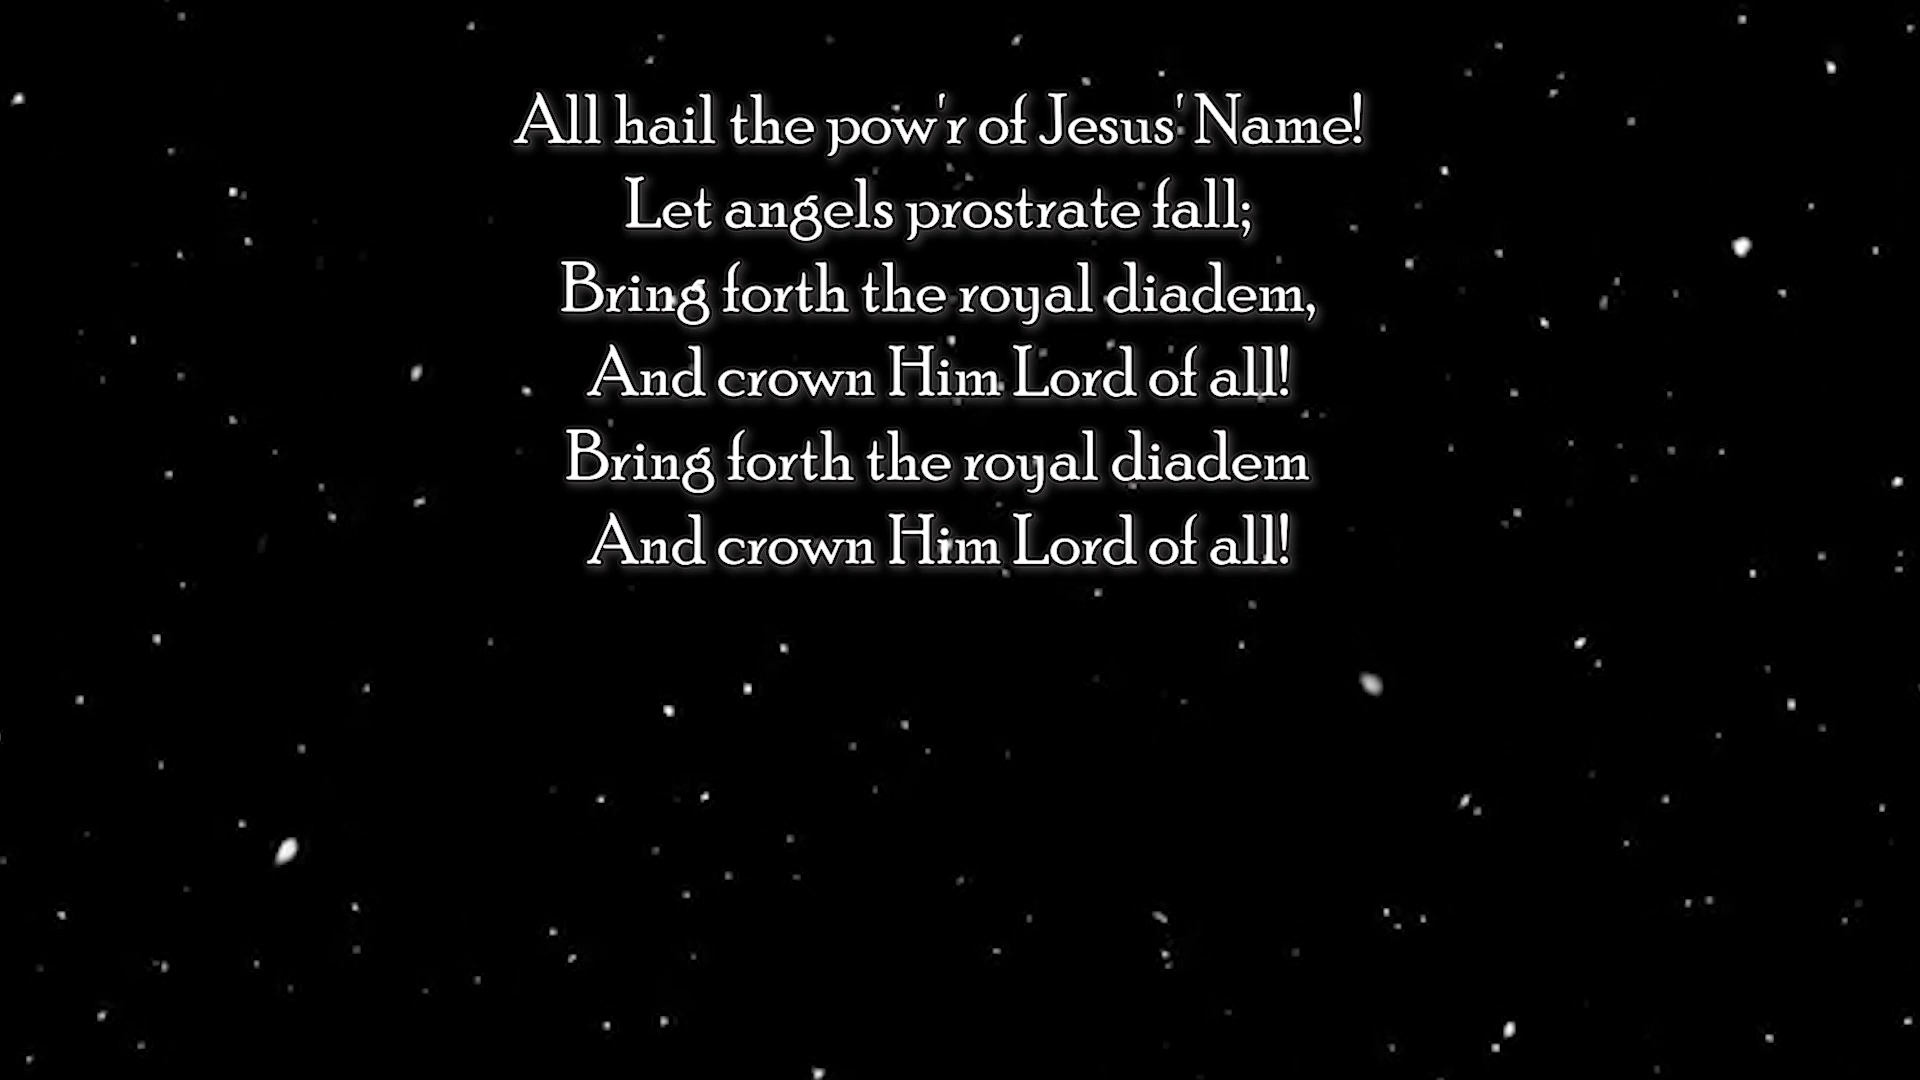 All hail the pow'r of Jesus' Name!
Let angels prostrate fall;
Bring forth the royal diadem,
And crown Him Lord of all!
Bring forth the royal diadem
And crown Him Lord of all!